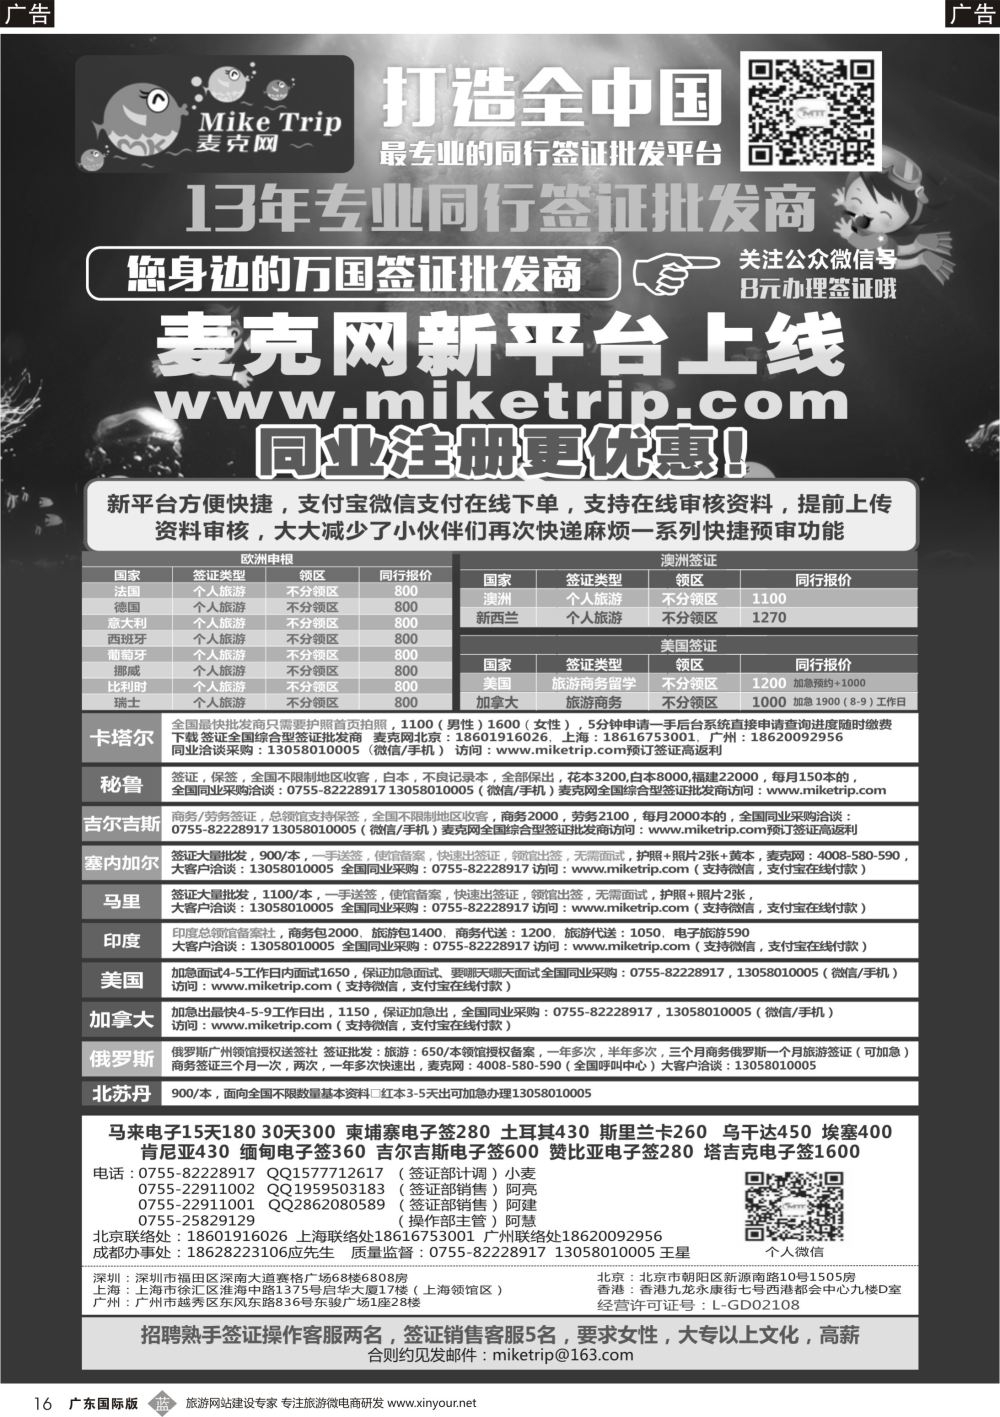 广告
广告
Mike Trip
麦克网
打造全中国
最专业的同行签证批发平台
13年专业同行签证批发商
您身边的万国签证批发商
关注公众微信号
8元办理签证哦
麦克网新平台上线
www.miketrip.com
同业注册更优惠!
新平台方便快捷，支付宝微信支付在线下单，支持在线审核资料，提前上传
资料审核，大大减少了小伙伴们再次快递麻烦一系列快捷预审功能
欧洲申根
国家 签证类型 领区 同行报价
法国 个人旅游 不分领区 800
德国 个人旅游 不分领区 800
意大利 个人旅游 不分领区 800
西班牙 个人旅游 不分领区 800
葡萄牙 个人旅游 不分领区 800
挪威 个人旅游 不分领区 800
比利时 个人旅游 不分领区 800
瑞士 个人旅游 不分领区 800
澳洲签证
国家 签证类型 领区 同行报价
澳洲 个人旅游 不分领区 1100
新西兰 个人旅游 不分领区 1270
美国签证
国家 签证类型 领区 同行报价
美国 旅游商务留学 不分领区 1200 加急预约+1000
加拿大 旅游商务 不分领区 1000 加急 1900（8-9）工作日
卡塔尔
全国最快批发商只需要护照首页拍照，1100（男性）1600（女性），5分钟申请一手后台系统直接申请查询进度随时缴费
下载 签证全国综合型签证批发商 麦克网北京：18601916026，上海：18616753001，广州：18620092956
同业洽谈采购：13058010005（微信/手机） 访问：www.miketrip.com预订签证高返利
秘鲁
签证，保签，全国不限制地区收客，白本，不良记录本，全部保出，花本3200,白本8000,福建22000，每月150本的，
全国同业采购洽谈：0755-82228917 13058010005（微信/手机）麦克网全国综合型签证批发商访问：www.miketrip.com
吉尔吉斯
商务/劳务签证，总领馆支持保签，全国不限制地区收客，商务2000，劳务2100，每月2000本的，全国同业采购洽谈：
0755-82228917 13058010005（微信/手机）麦克网全国综合型签证批发商访问：www.miketrip.com预订签证高返利
塞内加尔
签证大量批发，900/本，一手送签，使馆备案，快速出签证，领馆出签，无需面试，护照+照片2张+黄本，麦克网：4008-580-590，
大客户洽谈：13058010005 全国同业采购：0755-82228917 访问：www.miketrip.com（支持微信，支付宝在线付款）
马里
签证大量批发，1100/本，一手送签，使馆备案，快速出签证，领馆出签，无需面试，护照+照片2张，
大客户洽谈：13058010005 全国同业采购：0755-82228917 访问：www.miketrip.com（支持微信，支付宝在线付款）
印度
印度总领馆备案社，商务包2000，旅游包1400，商务代送：1200，旅游代送：1050，电子旅游590
大客户洽谈：13058010005 全国同业采购：0755-82228917 访问：www.miketrip.com（支持微信，支付宝在线付款）
美国
加急面试4-5工作日内面试1650，保证加急面试、要哪天哪天面试 全国同业采购：0755-82228917，13058010005（微信/手机）
访问：www.miketrip.com（支持微信，支付宝在线付款）
加拿大
加急出最快4-5-9工作日出，1150，保证加急出，全国同业采购：0755-82228917，13058010005（微信/手机）
访问：www.miketrip.com（支持微信，支付宝在线付款）
俄罗斯
俄罗斯广州领馆授权送签社 签证批发：旅游：650/本领馆授权备案，一年多次，半年多次，三个月商务俄罗斯一个月旅游签证（可加急）
商务签证三个月一次，两次，一年多次快速出，麦克网：4008-580-590（全国呼叫中心）大客户洽谈：13058010005
北苏丹
900/本，面向全国不限数量基本资料□红本3-5天出可加急办理13058010005
马来电子15天180 30天300 柬埔寨电子签280 土耳其430 斯里兰卡260 乌干达450 埃塞400
肯尼亚430 缅甸电子签360 吉尔吉斯电子签600 赞比亚电子签280 塔吉克电子签1600
电话：0755-82228917 QQ1577712617 （签证部计调）小麦
0755-22911002 QQ1959503183 （签证部销售）阿亮
0755-22911001 QQ2862080589 （签证部销售）阿建
0755-25829129 （操作部主管）阿慧
北京联络处：18601916026 上海联络处18616753001 广州联络处18620092956
成都办事处：18628223106应先生 质量监督：0755-82228917 13058010005 王星
个人微信
深圳：深圳市福田区深南大道赛格广场68楼6808房
上海：上海市徐汇区淮海中路1375号启华大厦17楼（上海领馆区）
广州：广州市越秀区东风东路836号东骏广场1座28楼
北京：北京市朝阳区新源南路10号1505房
香港：香港九龙永康街七号西港都会中心九楼D室
经营许可证号：L-GD02108
招聘熟手签证操作客服两名，签证销售客服5名，要求女性，大专以上文化，高薪
合则约见发邮件：miketrip@163.com
16 广东国际版 蓝 旅游网站建设专家 专注旅游微电商研发 www.xinyour.net